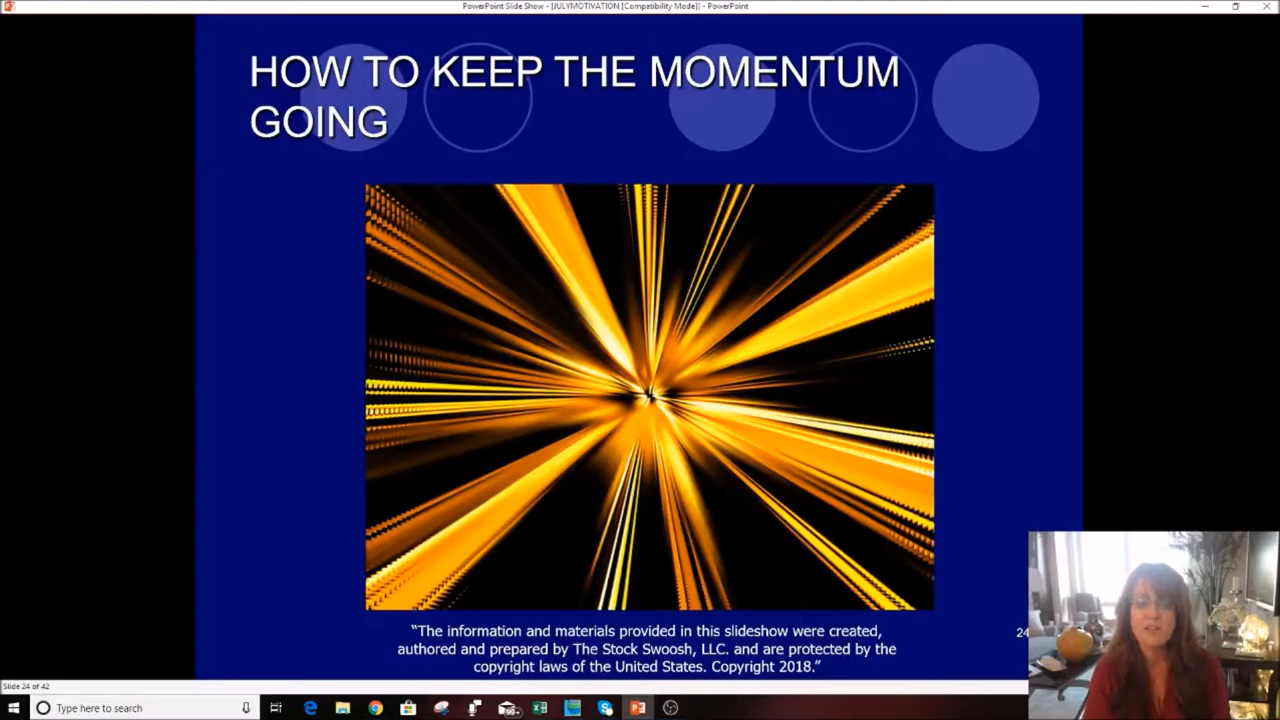 PowerPoint Slide Show - [JULYMOTIVATION [Compatibility Mode]] - PowerPoint
HOW TO KEEP THE MOMENTUM
GOING
“The information and materials provided in this slideshow were created,
authored and prepared by The Stock Swoosh, LLC. and are protected by the
copyright laws of the United States. Copyright 2018.”
24
Slide 24 of 42
Type here to search
99+